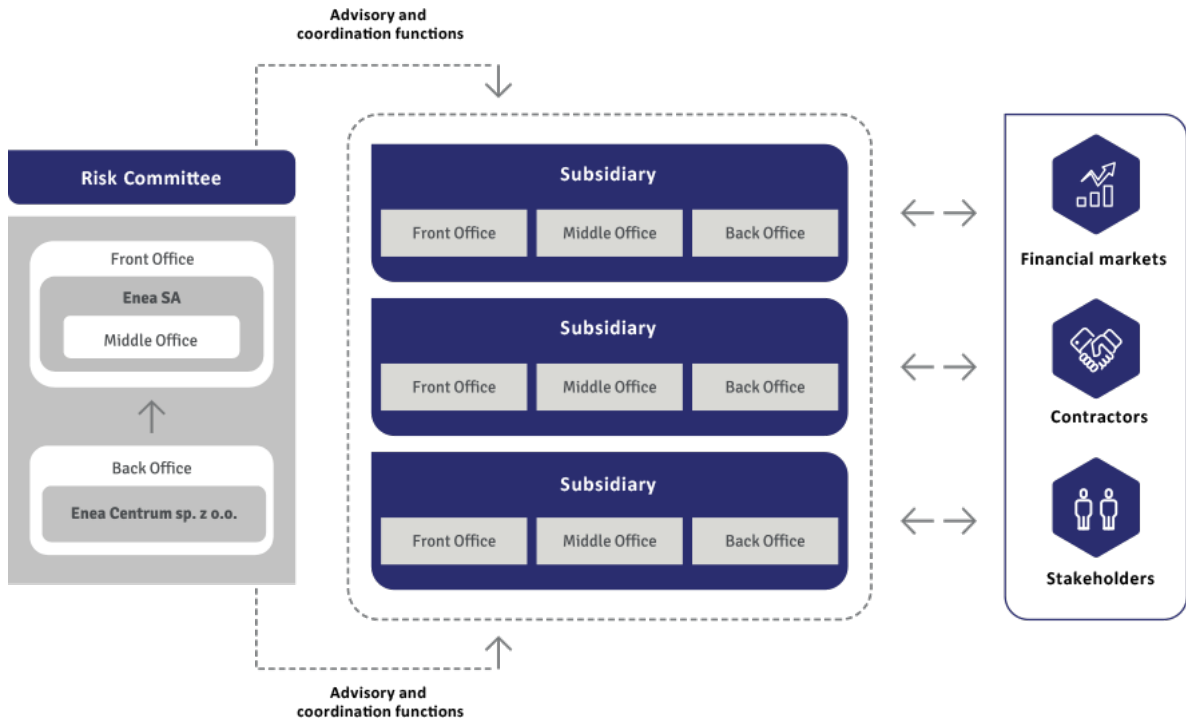 Advisory and
coordination functions
Risk Committee
Front Office
Enea SA
Middle Office
Back Office
Enea Centrum sp. z o.o.
Subsidiary
Front Office
Middle Office
Back Office
Subsidiary
Front Office
Middle Office
Back Office
Subsidiary
Front Office
Middle Office
Back Office
Financial markets
Contractors
Stakeholders
Advisory and
coordination functions